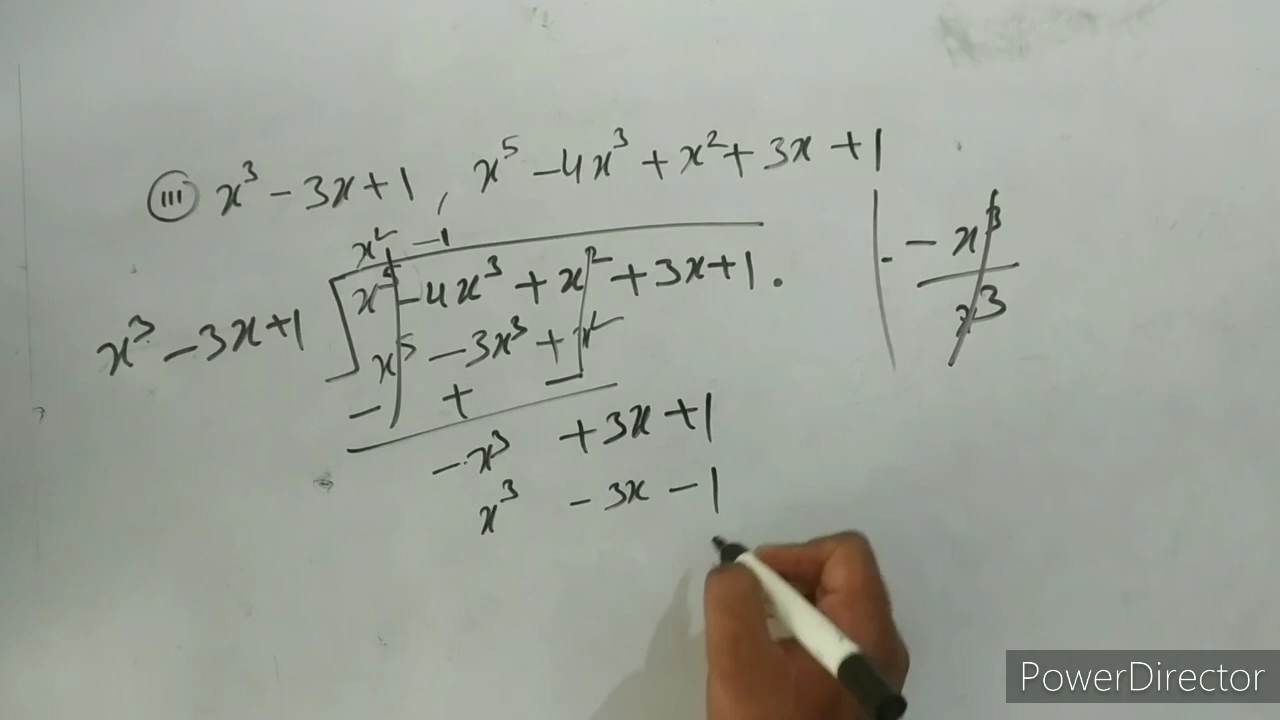 (iii) x³ - 3x + 1, x⁵ - 4x³ + x² + 3x + 1
x² - 1
x³ - 3x + 1 x⁵ - 4x³ + x² + 3x + 1.
x⁵ - 3x³ + x²
- + -
- x³ + 3x + 1
x³ - 3x - 1
- x³
x³
PowerDirector